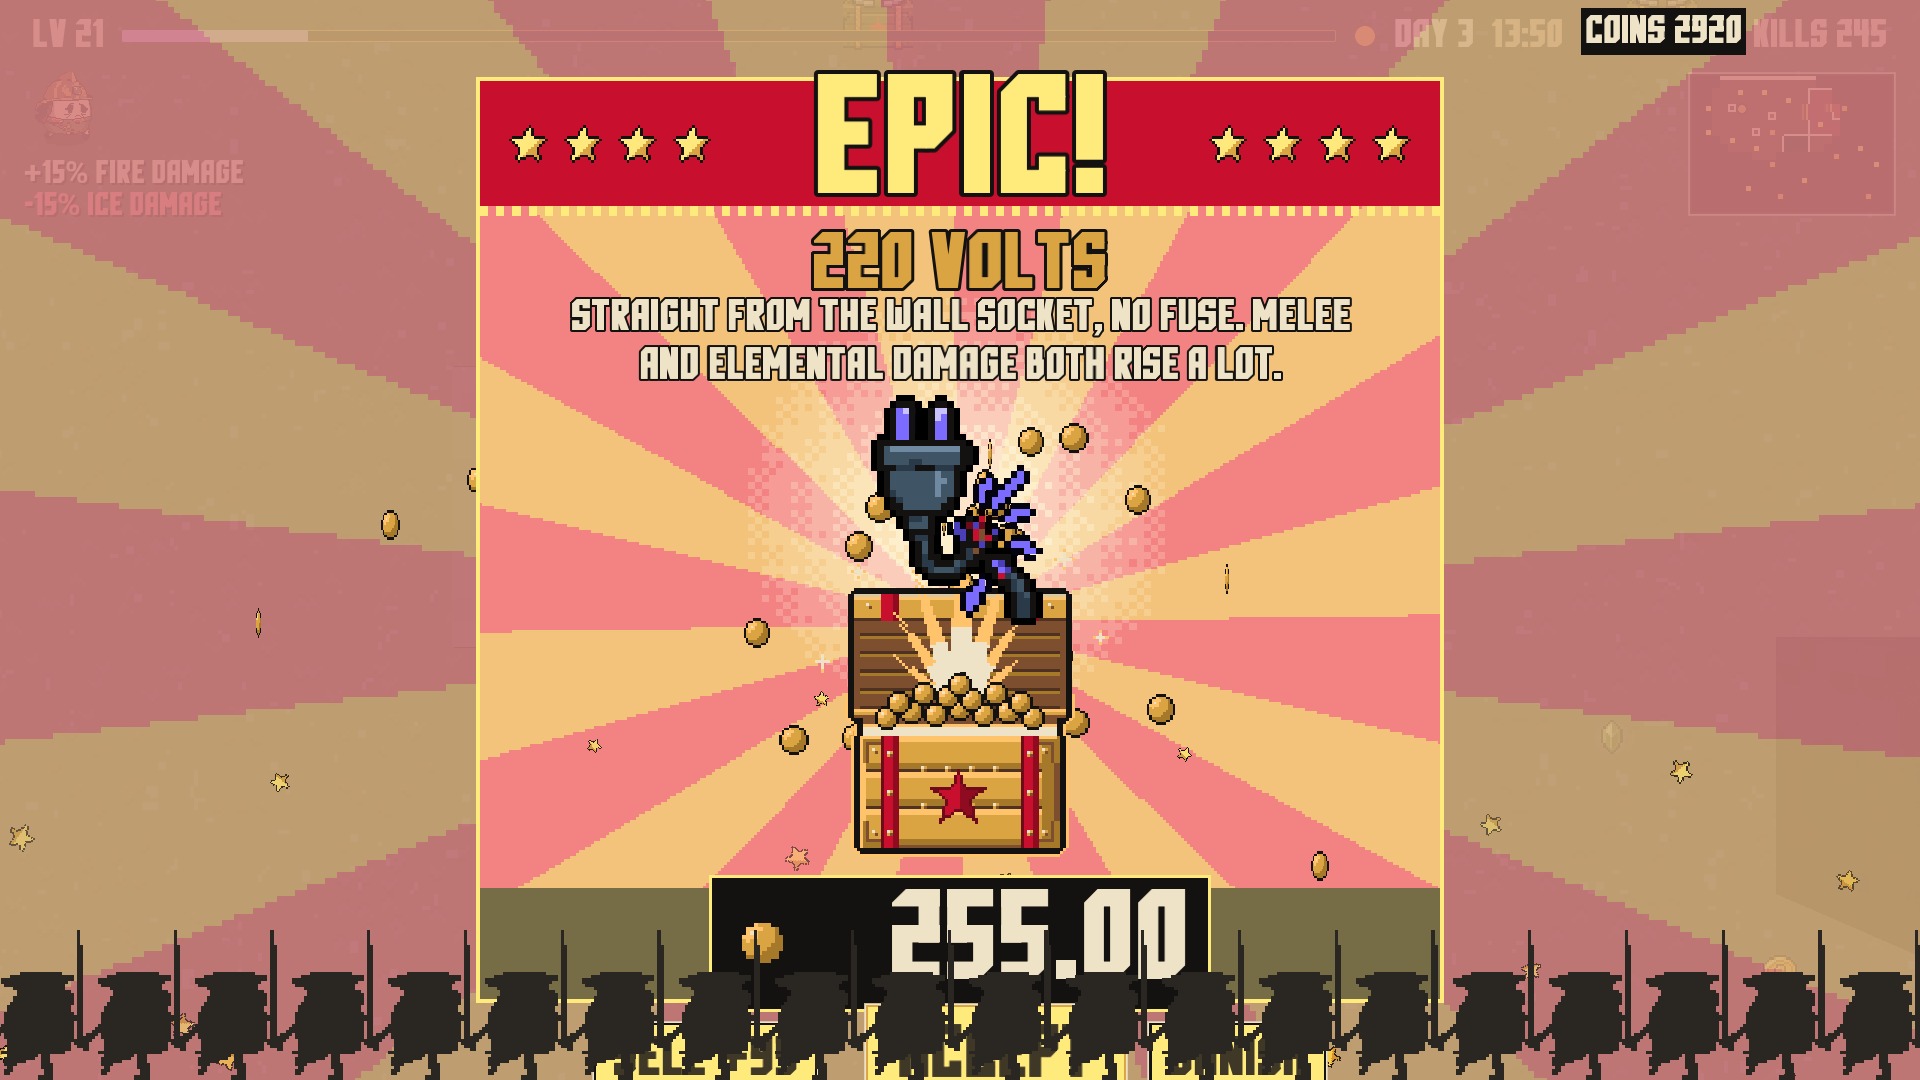 LV 21
DAY 3 13:50
COINS 2920
KILLS 245
+15% FIRE DAMAGE
-15% ICE DAMAGE
EPIC!
220 VOLTS
STRAIGHT FROM THE WALL SOCKET, NO FUSE. MELEE
AND ELEMENTAL DAMAGE BOTH RISE A LOT.
255.00